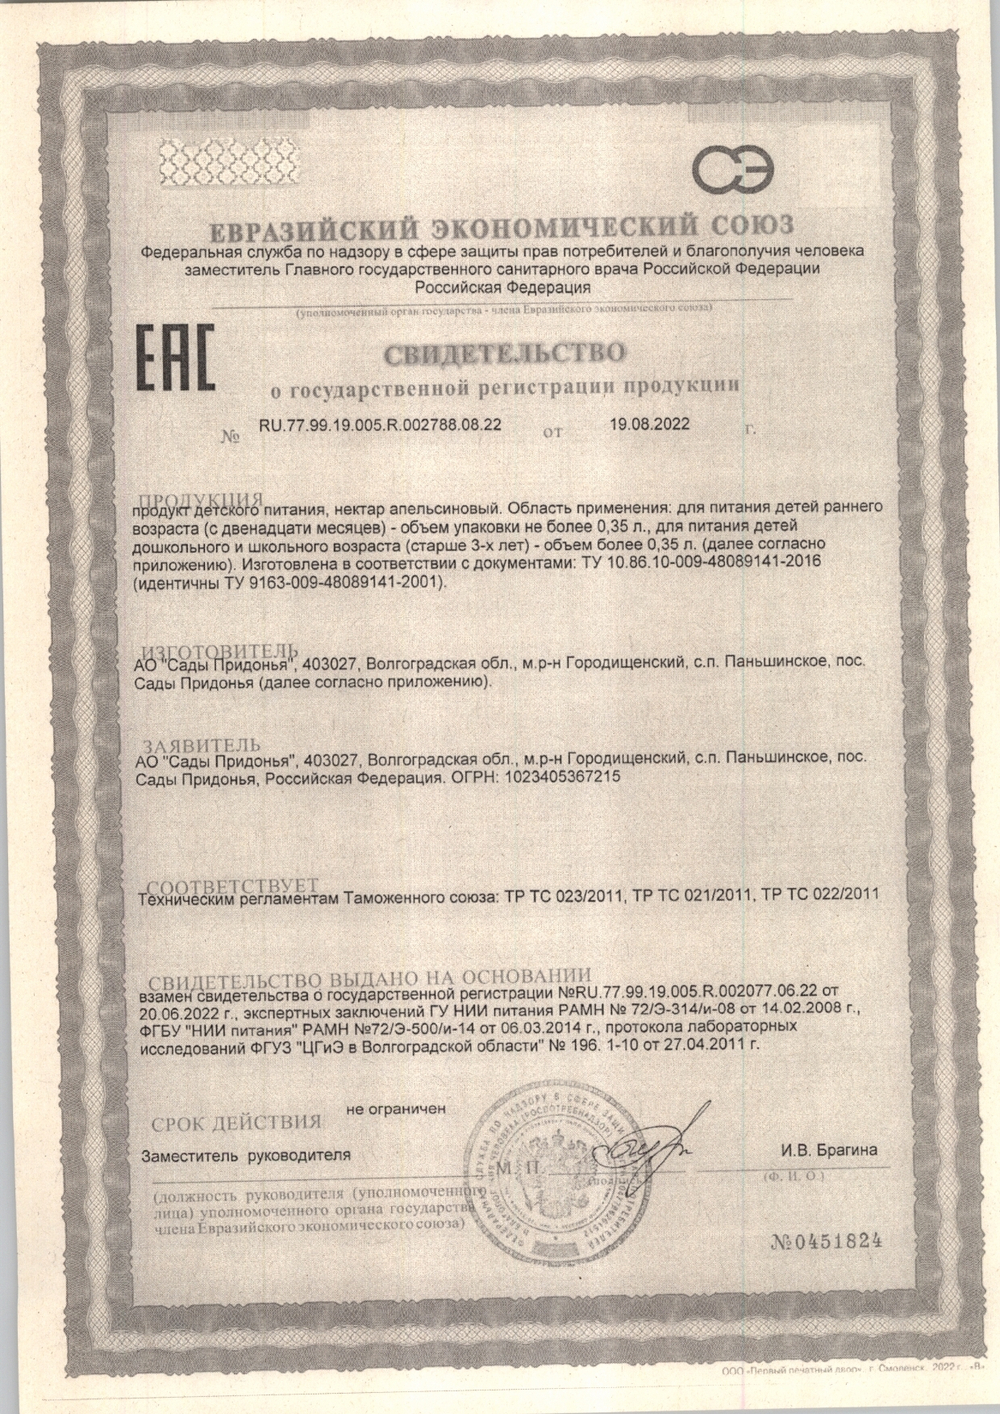 СЭ
ЕВРАЗИЙСКИЙ ЭКОНОМИЧЕСКИЙ СОЮЗ
Федеральная служба по надзору в сфере защиты прав потребителей и благополучия человека
заместитель Главного государственного санитарного врача Российской Федерации
Российская Федерация
(уполномоченный орган государства - члена Евразийского экономического союза)
ЕАС
СВИДЕТЕЛЬСТВО
о государственной регистрации продукции
№ RU.77.99.19.005.R.002788.08.22 от 19.08.2022 г.
ПРОДУКЦИЯ
продукт детского питания, нектар апельсиновый. Область применения: для питания детей раннего
возраста (с двенадцати месяцев) - объем упаковки не более 0,35 л., для питания детей
дошкольного и школьного возраста (старше 3-х лет) - объем более 0,35 л. (далее согласно
приложению). Изготовлена в соответствии с документами: ТУ 10.86.10-009-48089141-2016
(идентичны ТУ 9163-009-48089141-2001).
ИЗГОТОВИТЕЛЬ
АО "Сады Придонья", 403027, Волгоградская обл., м.р-н Городищенский, с.п. Паньшинское, пос.
Сады Придонья (далее согласно приложению).
ЗАЯВИТЕЛЬ
АО "Сады Придонья", 403027, Волгоградская обл., м.р-н Городищенский, с.п. Паньшинское, пос.
Сады Придонья, Российская Федерация. ОГРН: 1023405367215
СООТВЕТСТВУЕТ
Техническим регламентам Таможенного союза: ТР ТС 023/2011, ТР ТС 021/2011, ТР ТС 022/2011
СВИДЕТЕЛЬСТВО ВЫДАНО НА ОСНОВАНИИ
взамен свидетельства о государственной регистрации №RU.77.99.19.005.R.002077.06.22 от
20.06.2022 г., экспертных заключений ГУ НИИ питания РАМН № 72/Э-314/и-08 от 14.02.2008 г.,
ФГБУ "НИИ питания" РАМН №72/Э-500/и-14 от 06.03.2014 г., протокола лабораторных
исследований ФГУЗ "ЦГиЭ в Волгоградской области" № 196. 1-10 от 27.04.2011 г.
СРОК ДЕЙСТВИЯ не ограничен
Заместитель руководителя М. П. И.В. Брагина
(Ф. И. О.)
(должность руководителя (уполномоченного
лица) уполномоченного органа государства
члена Евразийского экономического союза)
№0451824
ООО «Первый печатный двор», г. Смоленск, 2022 г., «В»